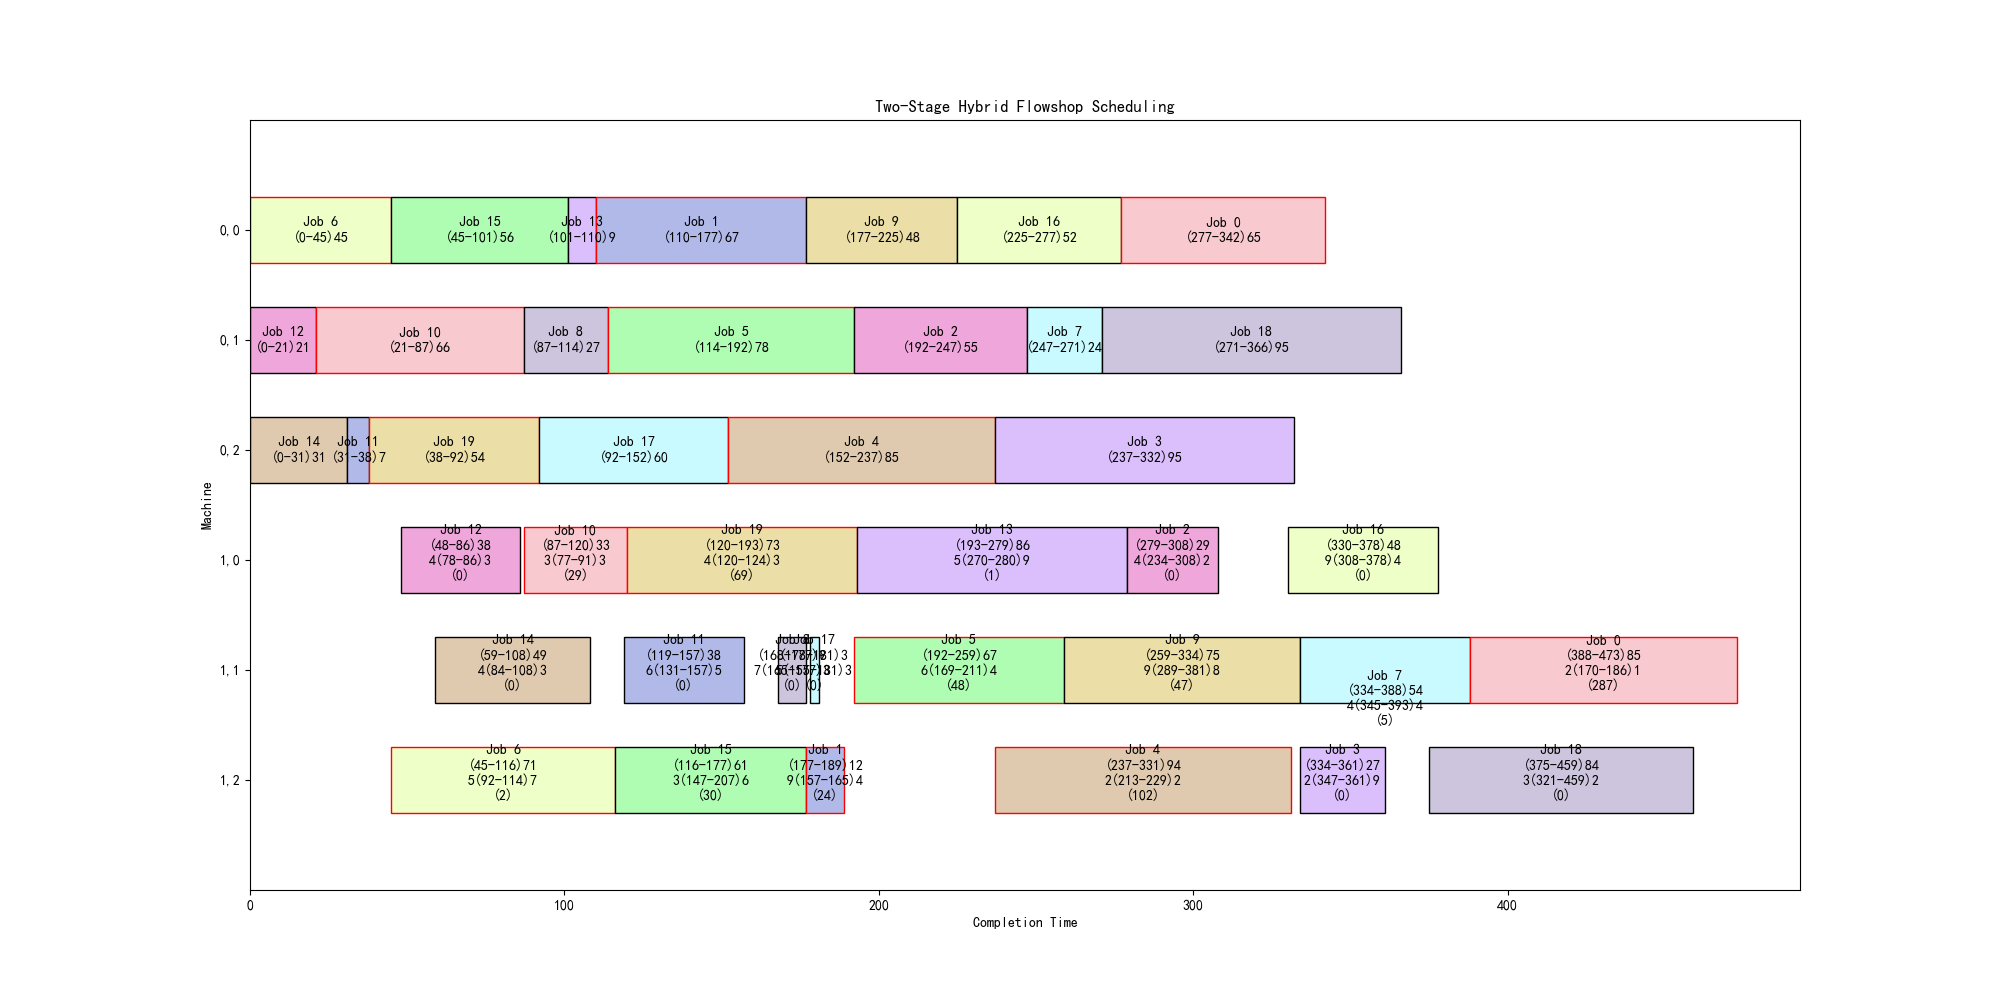 Two-Stage Hybrid Flowshop Scheduling
0,0
Job 6
(0-45)45
Job 15
(45-101)56
Job 13
(101-110)9
Job 1
(110-177)67
Job 9
(177-225)48
Job 16
(225-277)52
Job 0
(277-342)65
0,1
Job 12
(0-21)21
Job 10
(21-87)66
Job 8
(87-114)27
Job 5
(114-192)78
Job 2
(192-247)55
Job 7
(247-271)24
Job 18
(271-366)95
0,2
Job 14
(0-31)31
Job 11
(31-38)7
Job 19
(38-92)54
Job 17
(92-152)60
Job 4
(152-237)85
Job 3
(237-332)95
Machine
1,0
Job 12
(48-86)38
4(78-86)3
(0)
Job 10
(87-120)33
3(77-91)3
(29)
Job 19
(120-193)73
4(120-124)3
(69)
Job 13
(193-279)86
5(270-280)9
(1)
Job 2
(279-308)29
4(234-308)2
(0)
Job 16
(330-378)48
9(308-378)4
(0)
1,1
Job 14
(59-108)49
4(84-108)3
(0)
Job 11
(119-157)38
6(131-157)5
(0)
Job 8
(0)
Job 17
(0)
Job 5
(192-259)67
6(169-211)4
(48)
Job 9
(259-334)75
9(289-381)8
(47)
Job 7
(334-388)54
4(345-393)4
(5)
Job 0
(388-473)85
2(170-186)1
(287)
1,2
Job 6
(45-116)71
5(92-114)7
(2)
Job 15
(116-177)61
3(147-207)6
(30)
Job 1
(177-189)12
9(157-165)4
(24)
Job 4
(237-331)94
2(213-229)2
(102)
Job 3
(334-361)27
2(347-361)9
(0)
Job 18
(375-459)84
3(321-459)2
(0)
0
100
200
300
400
Completion Time